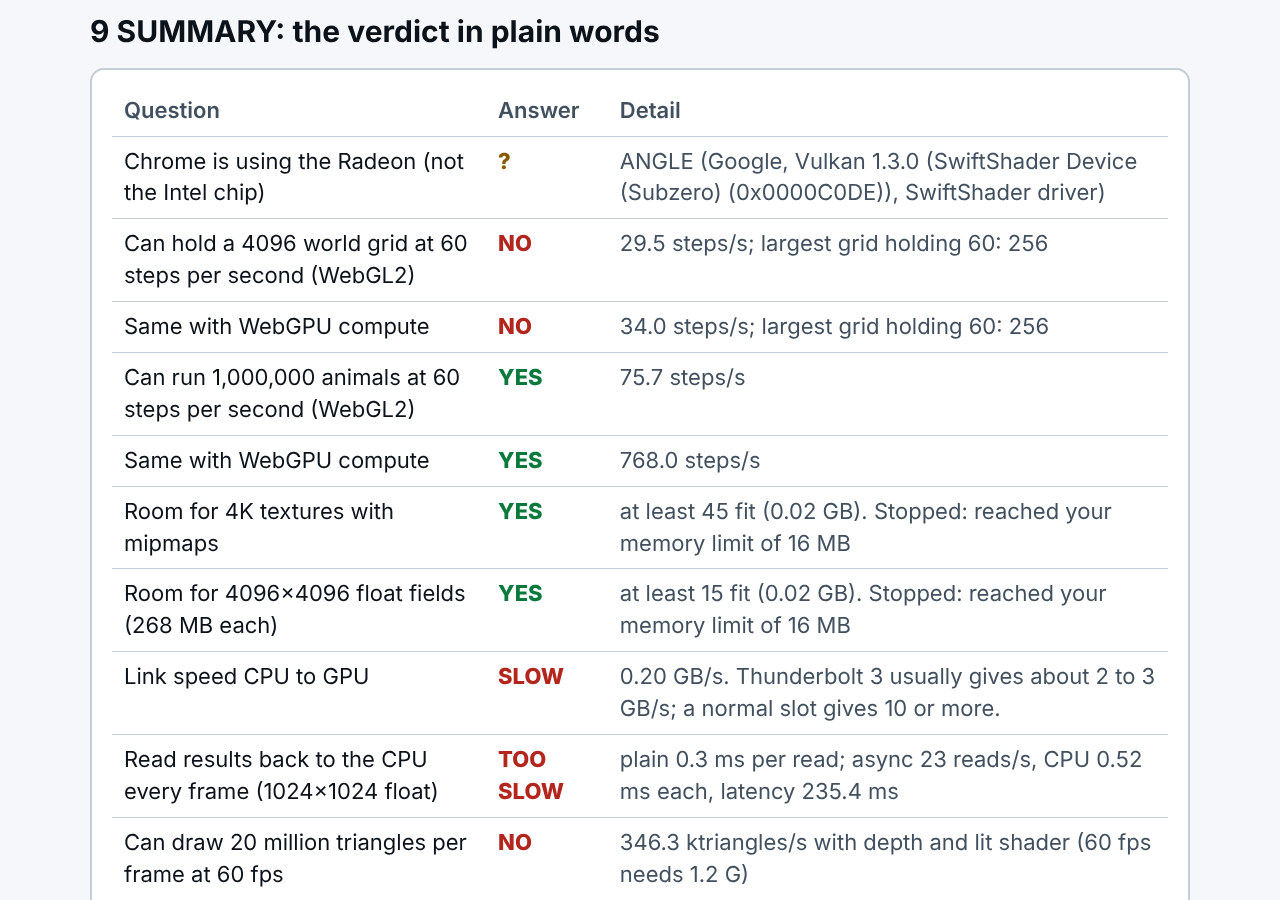 9 SUMMARY: the verdict in plain words
Question Answer Detail
Chrome is using the Radeon (not ? ANGLE (Google, Vulkan 1.3.0 (SwiftShader Device
the Intel chip) (Subzero) (0x0000C0DE)), SwiftShader driver)
Can hold a 4096 world grid at 60 NO 29.5 steps/s; largest grid holding 60: 256
steps per second (WebGL2)
Same with WebGPU compute NO 34.0 steps/s; largest grid holding 60: 256
Can run 1,000,000 animals at 60 YES 75.7 steps/s
steps per second (WebGL2)
Same with WebGPU compute YES 768.0 steps/s
Room for 4K textures with YES at least 45 fit (0.02 GB). Stopped: reached your
mipmaps memory limit of 16 MB
Room for 4096×4096 float fields YES at least 15 fit (0.02 GB). Stopped: reached your
(268 MB each) memory limit of 16 MB
Link speed CPU to GPU SLOW 0.20 GB/s. Thunderbolt 3 usually gives about 2 to 3
GB/s; a normal slot gives 10 or more.
Read results back to the CPU TOO plain 0.3 ms per read; async 23 reads/s, CPU 0.52
every frame (1024×1024 float) SLOW ms each, latency 235.4 ms
Can draw 20 million triangles per NO 346.3 ktriangles/s with depth and lit shader (60 fps
frame at 60 fps needs 1.2 G)